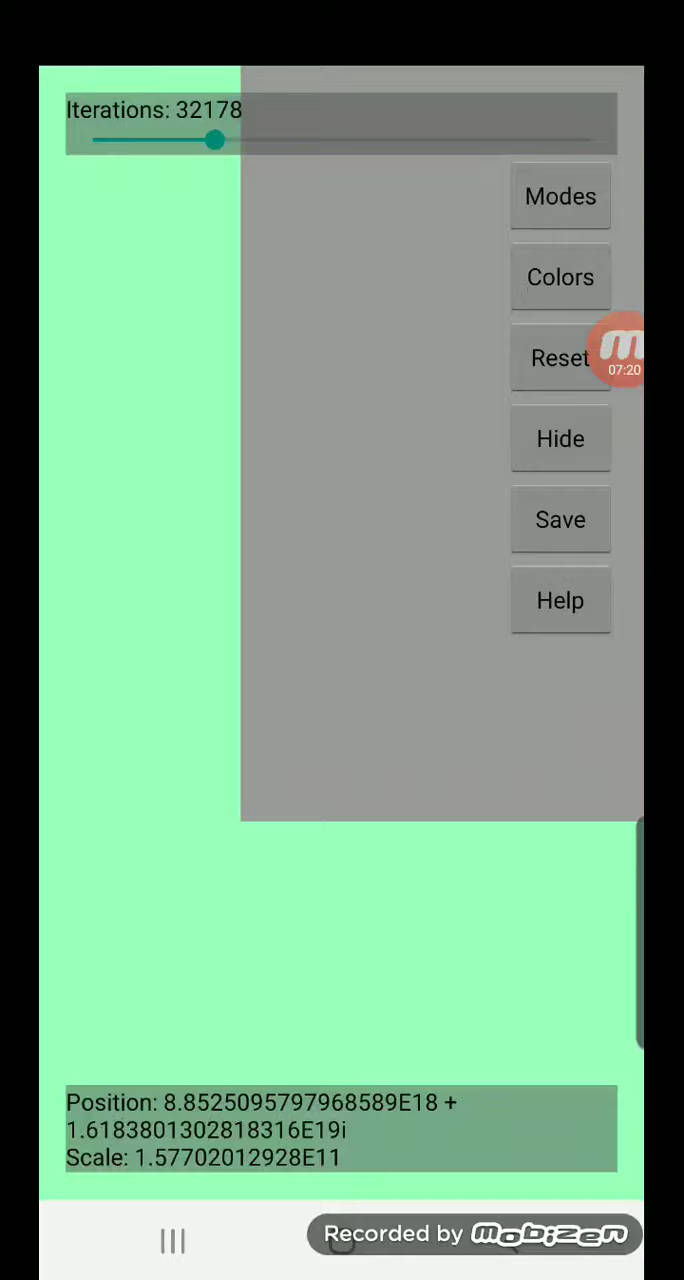 Iterations: 32178
Modes
Colors
Reset
07:20
Hide
Save
Help
Position: 8.8525095797968589E18 +
1.6183801302818316E19i
Scale: 1.57702012928E11
Recorded by mobizen